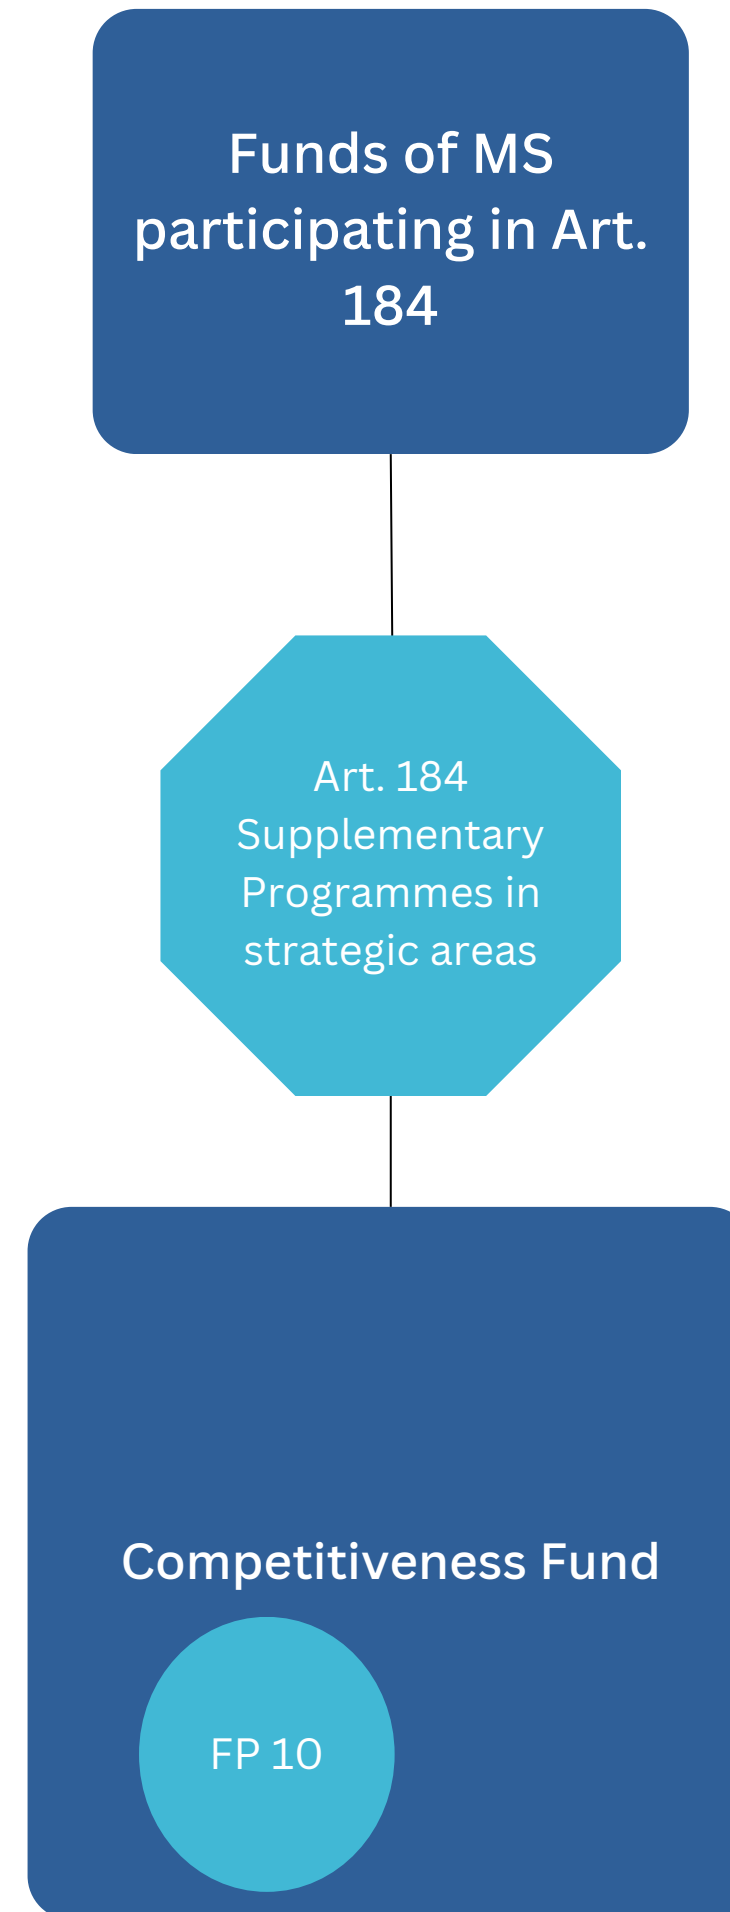 Funds of MS
participating in Art.
184
Art. 184
Supplementary
Programmes in
strategic areas
Competitiveness Fund
FP 10